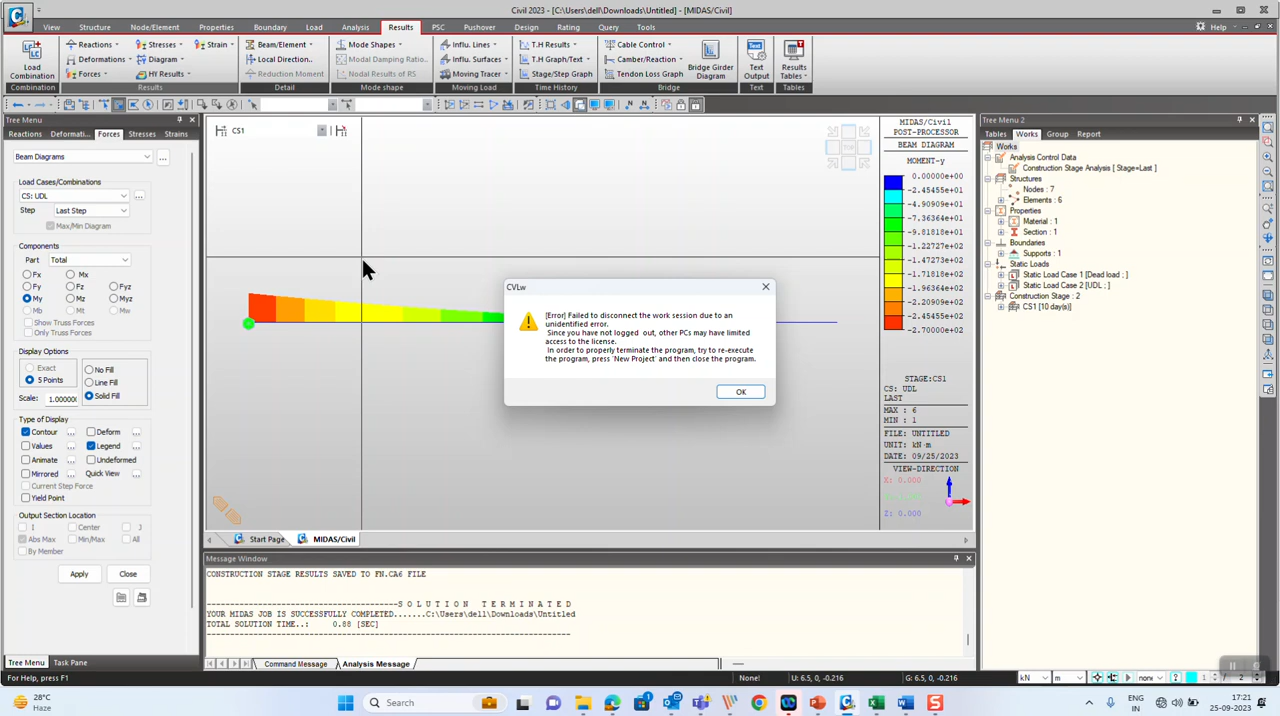 Civil 2023 - [C:\Users\dell\Downloads\Untitled] - [MIDAS/Civil]
View Structure Node/Element Properties Boundary Load Analysis Results PSC Pushover Design Rating Query Tools Help
Load Combination
Combination
Reactions Stresses Strain
Deformations Diagram
Forces HY Results
Results
Beam/Element
Local Direction..
Reduction Moment
Detail
Mode Shapes
Modal Damping Ratio..
Nodal Results of RS
Mode shape
Influ. Lines
Influ. Surfaces
Moving Tracer
Moving Load
T.H Results
T.H Graph/Text
Stage/Step Graph
Time History
Cable Control
Camber/Reaction
Tendon Loss Graph
Bridge Girder Diagram
Bridge
Text Output
Text
Results Tables
Tables
Tree Menu
Reactions Deformati... Forces Stresses Strains
Beam Diagrams
Load Cases/Combinations
CS: UDL
Step Last Step
Max/Min Diagram
Components
Part Total
Fx Mx
Fy Fz Fyz
My Mz Myz
Mb Mt Mw
Show Truss Forces
Only Truss Forces
Display Options
Exact
5 Points
No Fill
Line Fill
Solid Fill
Scale: 1.00000
Type of Display
Contour ... Deform ...
Values ... Legend ...
Animate ... Undeformed
Mirrored ... Quick View ...
Current Step Force
Yield Point
Output Section Location
I Center J
Abs Max Min/Max All
By Member
Apply Close
Tree Menu Task Pane
CS1
TOP
CVLw
[Error] Failed to disconnect the work session due to an
unidentified error.
Since you have not logged out, other PCs may have limited
access to the license.
In order to properly terminate the program, try to re-execute
the program, press 'New Project' and then close the program.
OK
MIDAS/Civil
POST-PROCESSOR
BEAM DIAGRAM
MOMENT-y
0.00000e+00
-2.45455e+01
-4.90909e+01
-7.36364e+01
-9.81818e+01
-1.22727e+02
-1.47273e+02
-1.71818e+02
-1.96364e+02
-2.20909e+02
-2.45455e+02
-2.70000e+02
STAGE:CS1
CS: UDL
LAST
MAX : 6
MIN : 1
FILE: UNTITLED
UNIT: kN·m
DATE: 09/25/2023
VIEW-DIRECTION
X: 0.000
Z: 0.000
Tree Menu 2
Tables Works Group Report
Works
Analysis Control Data
Construction Stage Analysis [ Stage=Last ]
Structures
Nodes : 7
Elements : 6
Properties
Material : 1
Section : 1
Boundaries
Supports : 1
Static Loads
Static Load Case 1 [Dead load ; ]
Static Load Case 2 [UDL ; ]
Construction Stage : 2
CS1 [10 day(s)]
Start Page MIDAS/Civil
Message Window
CONSTRUCTION STAGE RESULTS SAVED TO FN.CA6 FILE
--------------------------------------S O L U T I O N   T E R M I N A T E D
YOUR MIDAS JOB IS SUCCESSFULLY COMPLETED.......C:\Users\dell\Downloads\Untitled
TOTAL SOLUTION TIME..: 0.88 [SEC]
Command Message Analysis Message
For Help, press F1 None! U: 6.5, 0, -0.216 G: 6.5, 0, -0.216 kN m none 1 / 2
28°C
Haze
Search
ENG
IN
17:21
25-09-2023